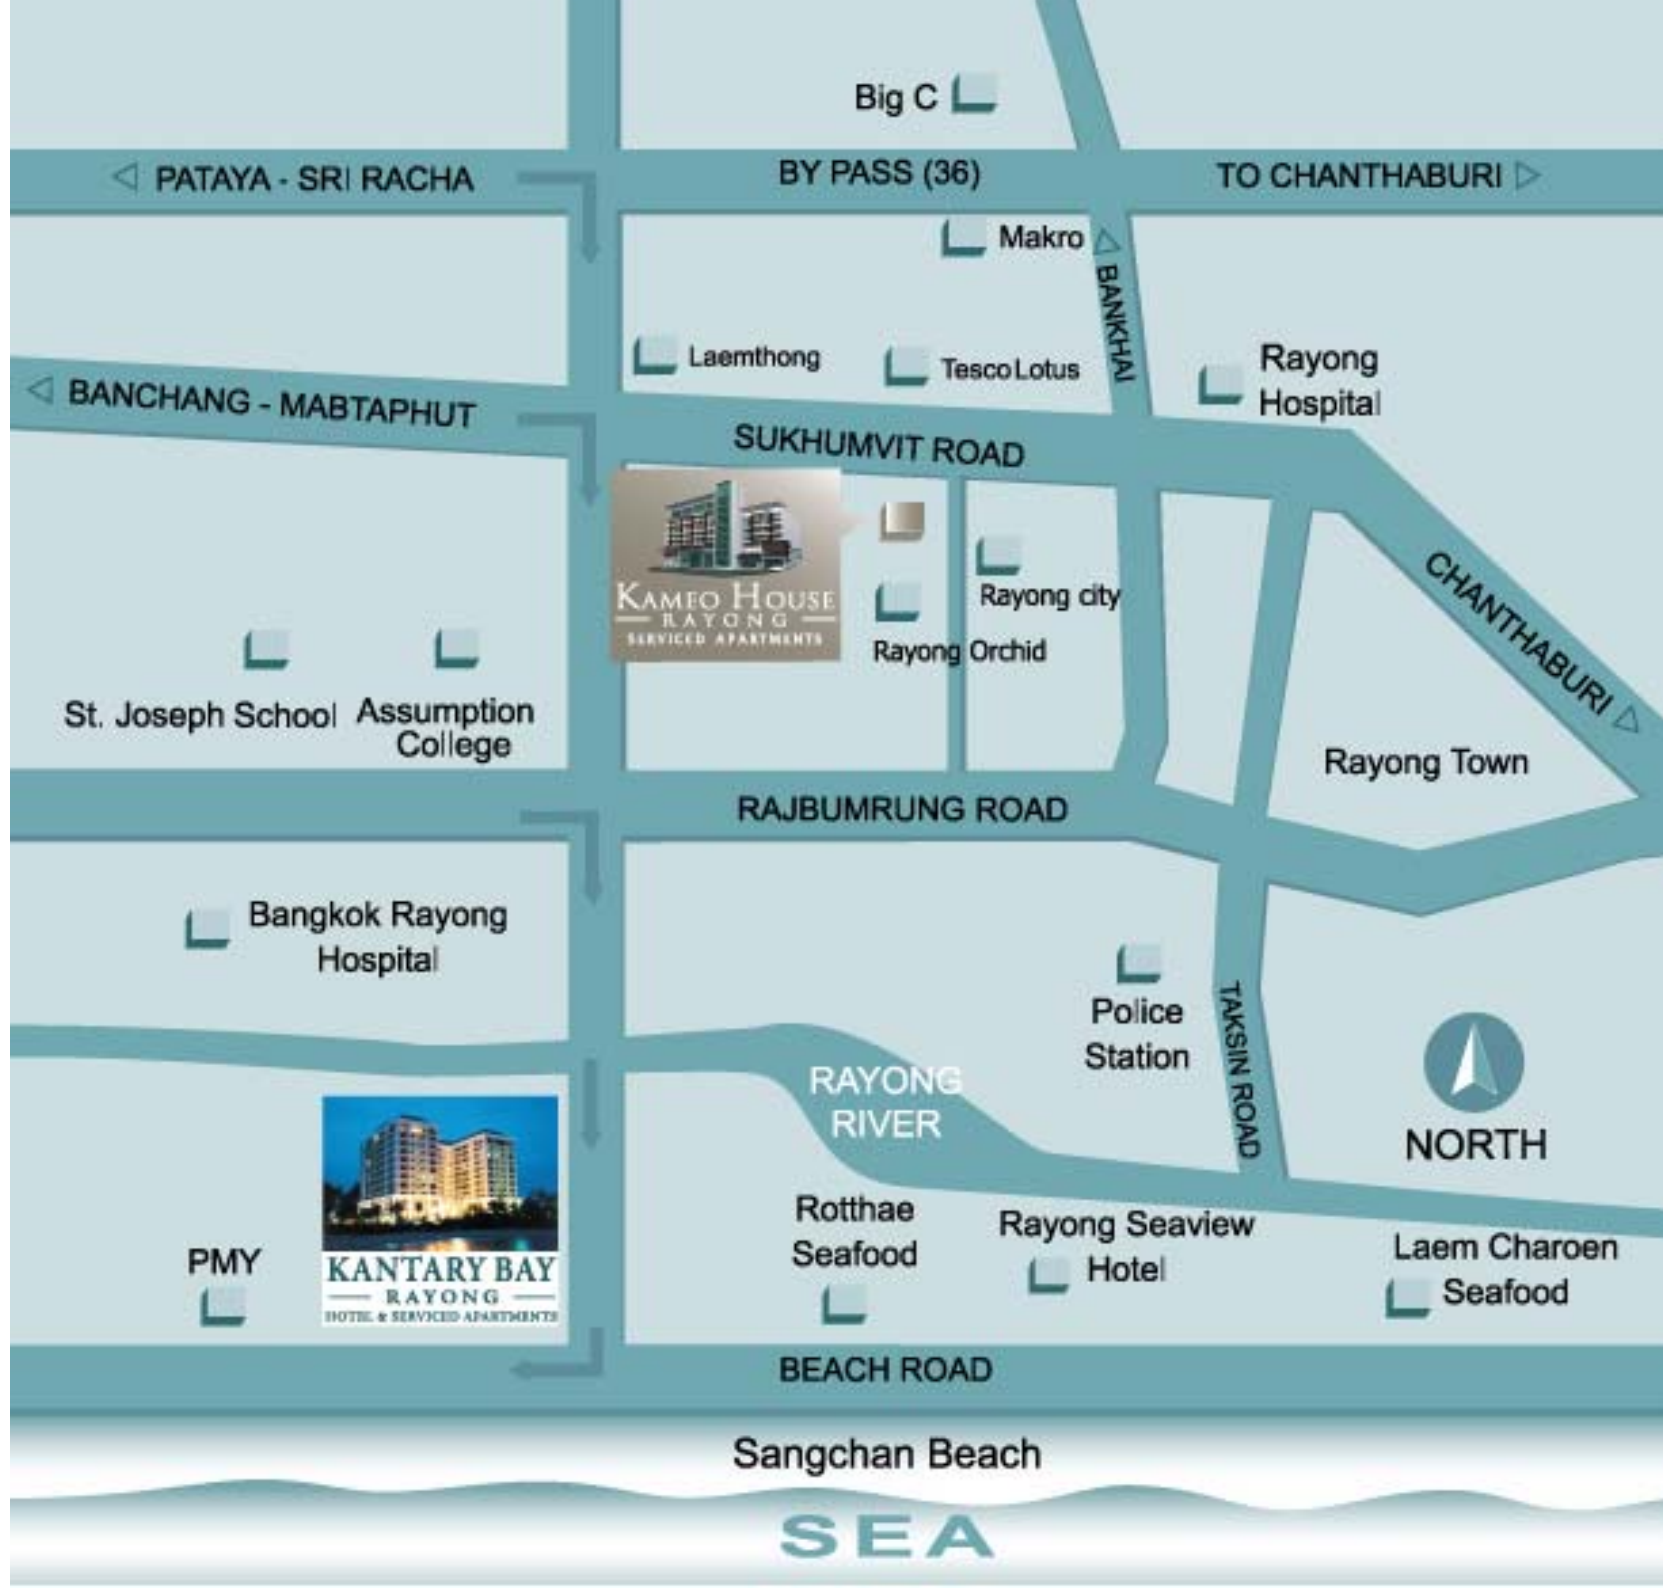 Big C
PATAYA - SRI RACHA
BY PASS (36)
TO CHANTHABURI
Makro
BANKHAI
Laemthong
Tesco Lotus
Rayong
Hospital
BANCHANG - MABTAPHUT
SUKHUMVIT ROAD
KAMEO HOUSE
RAYONG
SERVICED APARTMENTS
Rayong city
Rayong Orchid
CHANTHABURI
St. Joseph School
Assumption
College
Rayong Town
RAJBUMRUNG ROAD
Bangkok Rayong
Hospital
Police
Station
TAKSIN ROAD
RAYONG
RIVER
NORTH
KANTARY BAY
RAYONG
HOTEL & SERVICED APARTMENTS
PMY
Rotthae
Seafood
Rayong Seaview
Hotel
Laem Charoen
Seafood
BEACH ROAD
Sangchan Beach
SEA